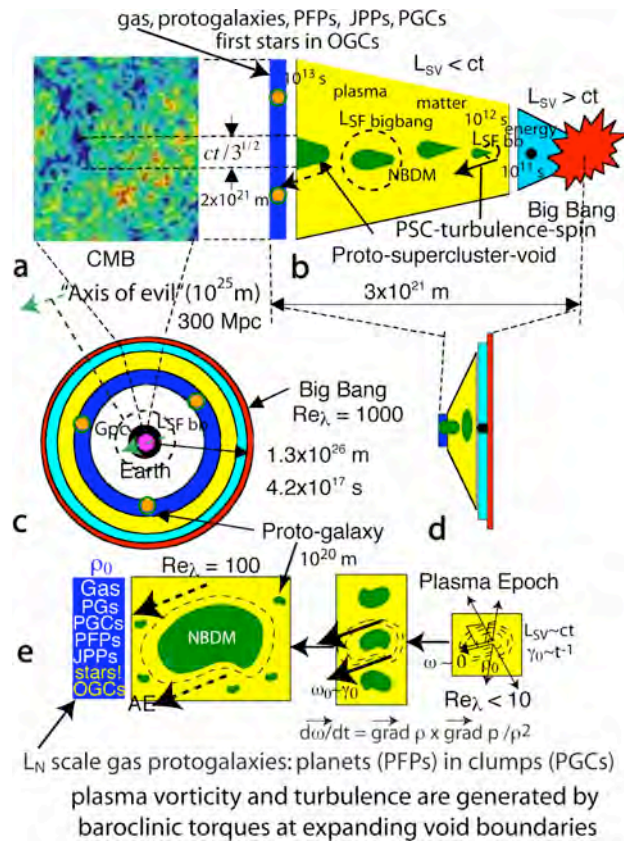 gas, protogalaxies, PFPs, JPPs, PGCs
first stars in OGCs
L_SV < ct
L_SV > ct
10^13 s
plasma
matter
10^12 s
energy
L_SF bigbang
L_SF bb
10^11 s
NBDM
ct/3^1/2
2x10^21 m
Big Bang
PSC-turbulence-spin
Proto-supercluster-void
a
CMB
b
"Axis of evil"(10^25 m)
300 Mpc
3x10^21 m
Big Bang
Re_λ = 1000
Gpc
L_SF bb
Earth
1.3x10^26 m
4.2x10^17 s
c
d
Proto-galaxy
10^20 m
ρ_0
Re_λ = 100
Plasma Epoch
Gas
PGs
PGCs
PFPs
JPPs
stars!
OGCs
e
NBDM
AE
ω_0~γ_0
ω~0
ρ_0
L_SV~ct
γ_0~t^-1
Re_λ < 10
dω/dt = grad ρ x grad p /ρ^2
L_N scale gas protogalaxies: planets (PFPs) in clumps (PGCs)
plasma vorticity and turbulence are generated by
baroclinic torques at expanding void boundaries